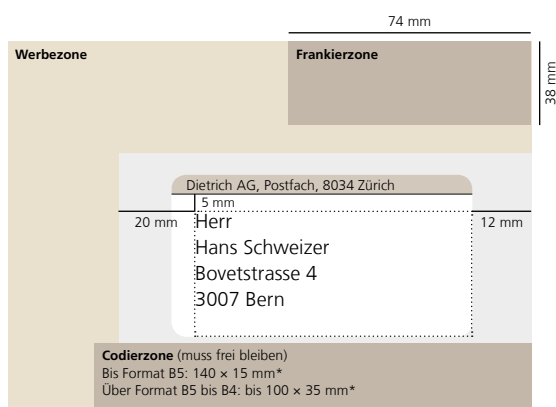 74 mm
Werbezone
Frankierzone
38 mm
Dietrich AG, Postfach, 8034 Zürich
5 mm
20 mm
12 mm
Herr
Hans Schweizer
Bovetstrasse 4
3007 Bern
Codierzone (muss frei bleiben)
Bis Format B5: 140 × 15 mm*
Über Format B5 bis B4: bis 100 × 35 mm*